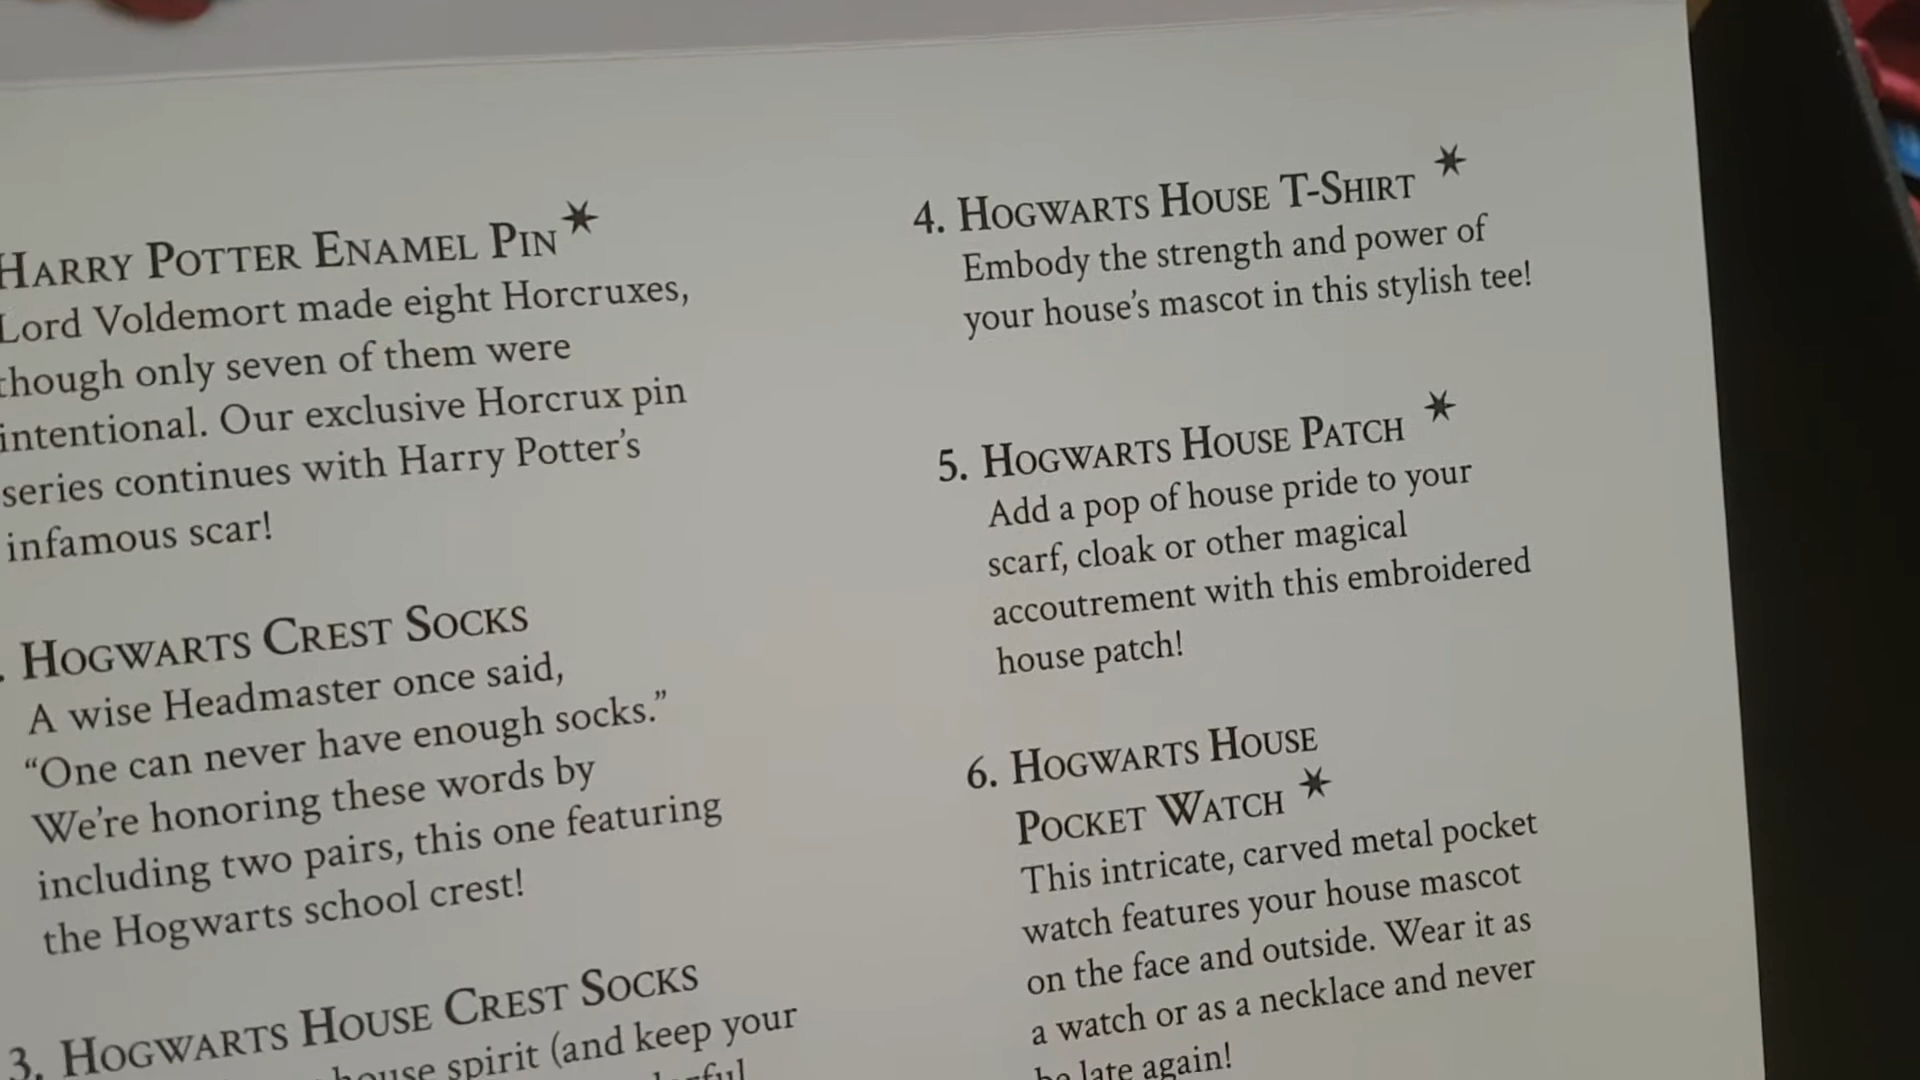 HARRY POTTER ENAMEL PIN
Lord Voldemort made eight Horcruxes,
though only seven of them were
intentional. Our exclusive Horcrux pin
series continues with Harry Potter's
infamous scar!
. HOGWARTS CREST SOCKS
A wise Headmaster once said,
“One can never have enough socks.”
We're honoring these words by
including two pairs, this one featuring
the Hogwarts school crest!
3. HOGWARTS HOUSE CREST SOCKS
house spirit (and keep your
4. HOGWARTS HOUSE T-SHIRT
Embody the strength and power of
your house's mascot in this stylish tee!
5. HOGWARTS HOUSE PATCH
Add a pop of house pride to your
scarf, cloak or other magical
accoutrement with this embroidered
house patch!
6. HOGWARTS HOUSE
POCKET WATCH
This intricate, carved metal pocket
watch features your house mascot
on the face and outside. Wear it as
a watch or as a necklace and never
be late again!